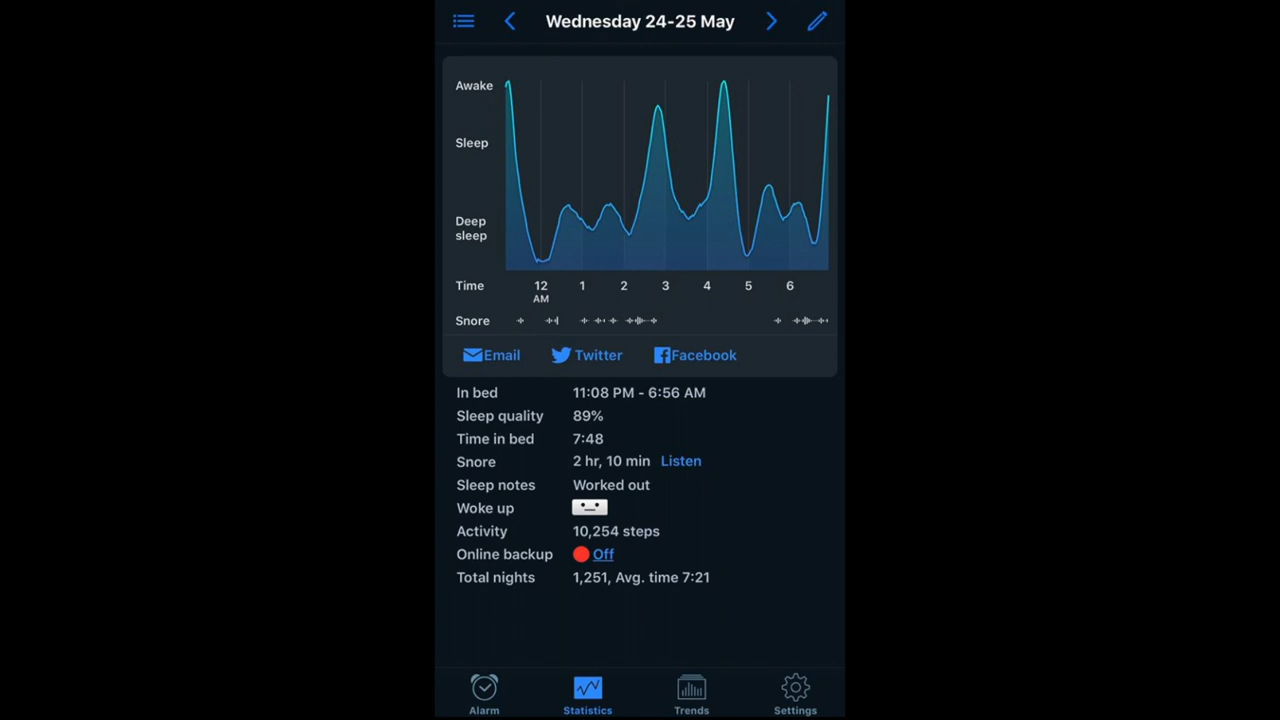 Wednesday 24-25 May
Awake
Sleep
Deep
sleep
Time 12 1 2 3 4 5 6
AM
Snore
Email Twitter Facebook
In bed 11:08 PM - 6:56 AM
Sleep quality 89%
Time in bed 7:48
Snore 2 hr, 10 min Listen
Sleep notes Worked out
Woke up
Activity 10,254 steps
Online backup Off
Total nights 1,251, Avg. time 7:21
Alarm Statistics Trends Settings